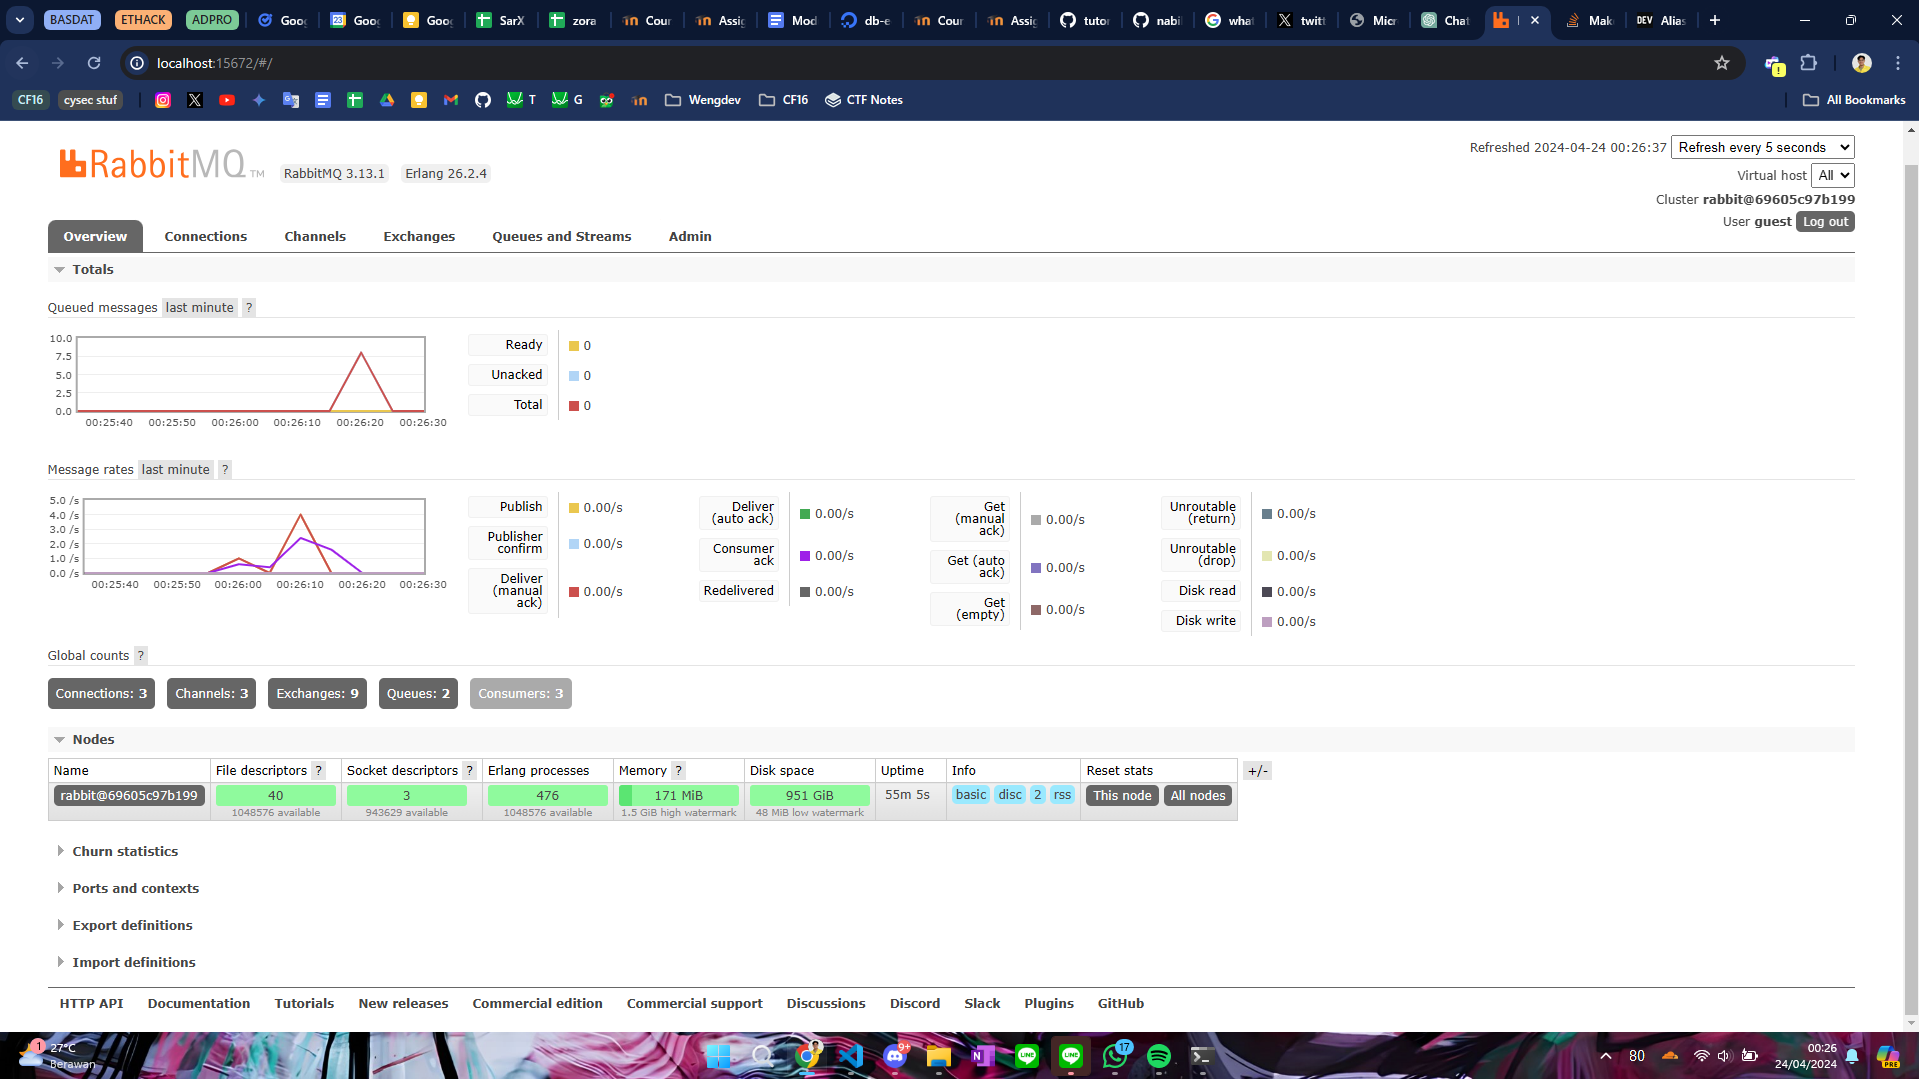 BASDAT ETHACK ADPRO Goo Goo Goo SarX zora Cour Assig Mod db-e Cour Assig tutor nabil what twitt Micr Chat Mak DEV Alias
localhost:15672/#/
CF16 cysec stuf T G Wengdev CF16 CTF Notes All Bookmarks
RabbitMQ TM RabbitMQ 3.13.1 Erlang 26.2.4
Refreshed 2024-04-24 00:26:37 Refresh every 5 seconds
Virtual host All
Cluster rabbit@69605c97b199
User guest Log out
Overview Connections Channels Exchanges Queues and Streams Admin
Totals
Queued messages last minute ?
10.0
7.5
5.0
2.5
0.0
00:25:40 00:25:50 00:26:00 00:26:10 00:26:20 00:26:30
Ready 0
Unacked 0
Total 0
Message rates last minute ?
5.0 /s
4.0 /s
3.0 /s
2.0 /s
1.0 /s
0.0 /s
00:25:40 00:25:50 00:26:00 00:26:10 00:26:20 00:26:30
Publish 0.00/s
Publisher confirm 0.00/s
Deliver (manual ack) 0.00/s
Deliver (auto ack) 0.00/s
Consumer ack 0.00/s
Redelivered 0.00/s
Get (manual ack) 0.00/s
Get (auto ack) 0.00/s
Get (empty) 0.00/s
Unroutable (return) 0.00/s
Unroutable (drop) 0.00/s
Disk read 0.00/s
Disk write 0.00/s
Global counts ?
Connections: 3 Channels: 3 Exchanges: 9 Queues: 2 Consumers: 3
Nodes
Name File descriptors ? Socket descriptors ? Erlang processes Memory ? Disk space Uptime Info Reset stats +/-
rabbit@69605c97b199 40 3 476 171 MiB 951 GiB 55m 5s basic disc 2 rss This node All nodes
1048576 available 943629 available 1048576 available 1.5 GiB high watermark 48 MiB low watermark
Churn statistics
Ports and contexts
Export definitions
Import definitions
HTTP API Documentation Tutorials New releases Commercial edition Commercial support Discussions Discord Slack Plugins GitHub
1 27°C
Berawan
9+ 17 80
00:26
24/04/2024